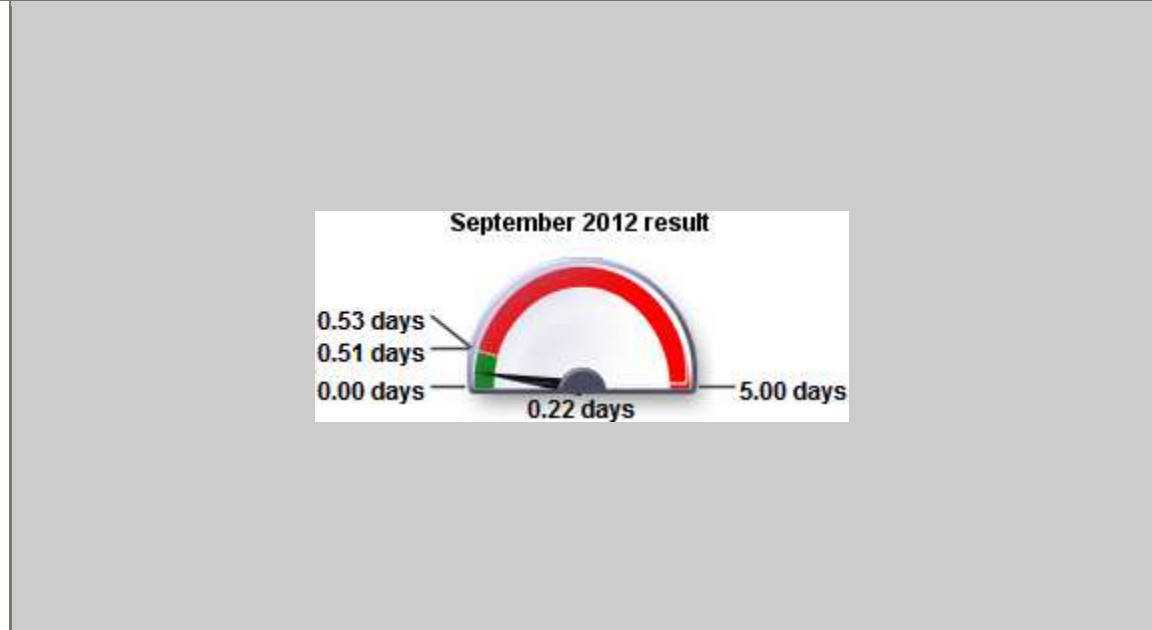 September 2012 result
0.53 days
0.51 days
0.00 days
5.00 days
0.22 days